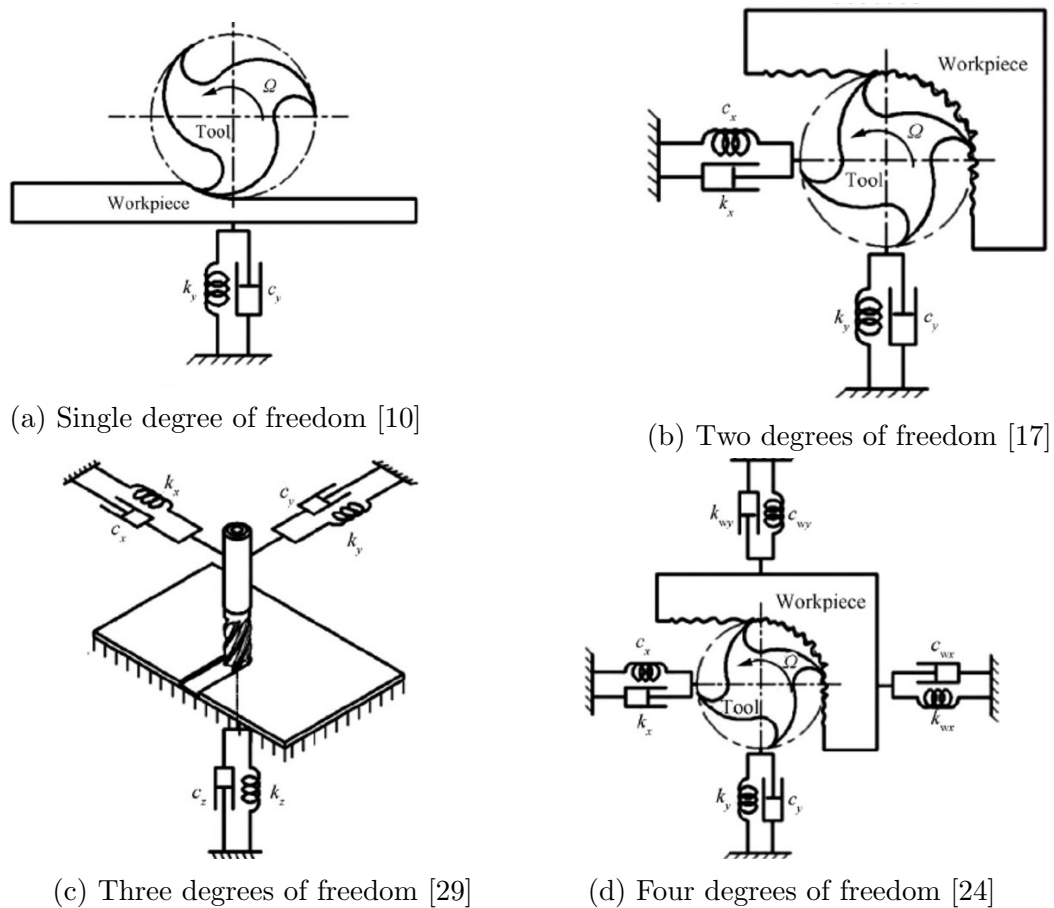 Ω
Tool
Workpiece
k_y
c_y
(a) Single degree of freedom [10]
Workpiece
c_x
Ω
Tool
k_x
k_y
c_y
(b) Two degrees of freedom [17]
k_x
c_x
c_y
k_y
c_z
k_z
(c) Three degrees of freedom [29]
k_wy
c_wy
Workpiece
c_x
Ω
c_wx
Tool
k_x
k_wx
k_y
c_y
(d) Four degrees of freedom [24]